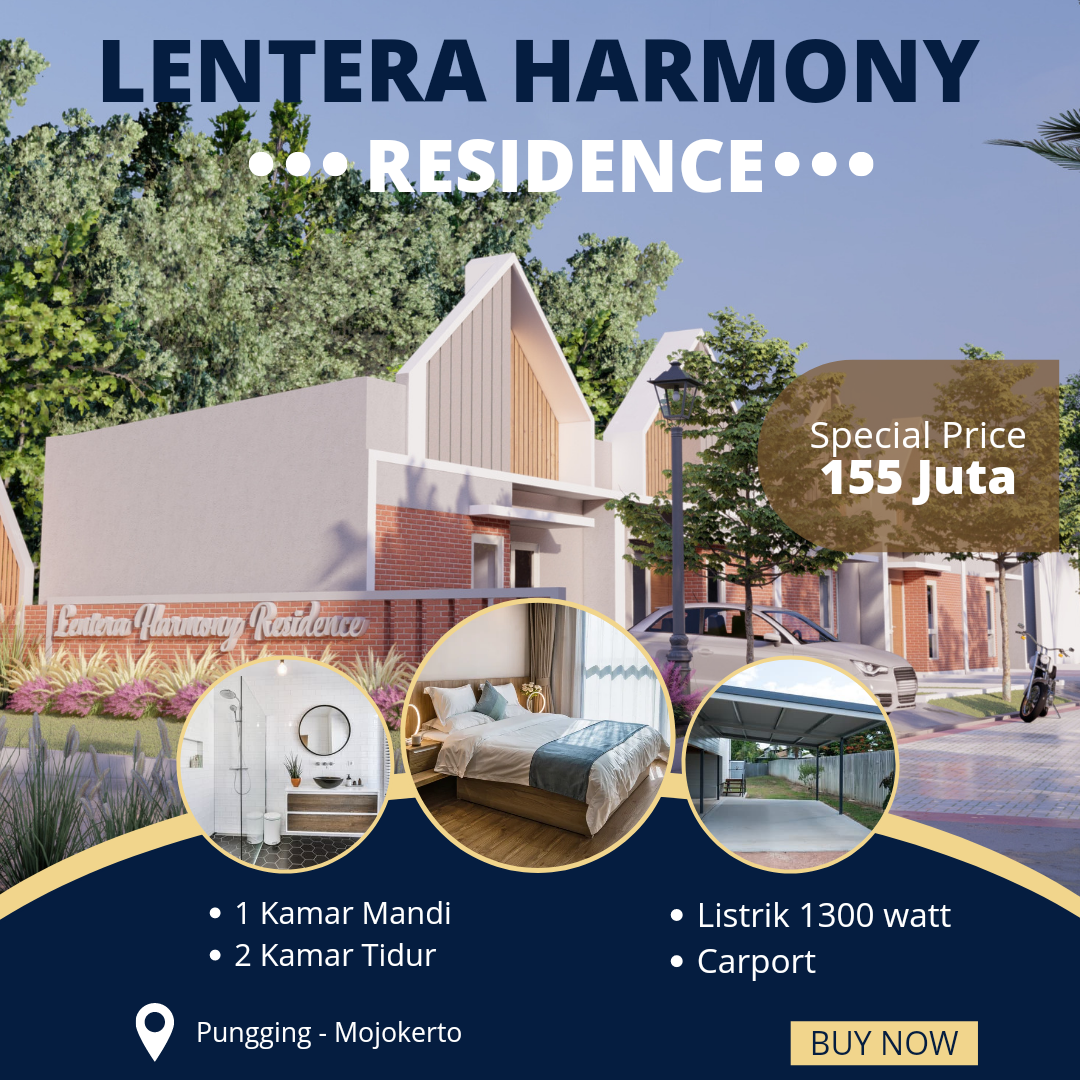 LENTERA HARMONY
•••RESIDENCE•••
Special Price
155 Juta
Lentera Harmony Residence
• 1 Kamar Mandi
• 2 Kamar Tidur
• Listrik 1300 watt
• Carport
Pungging - Mojokerto
BUY NOW